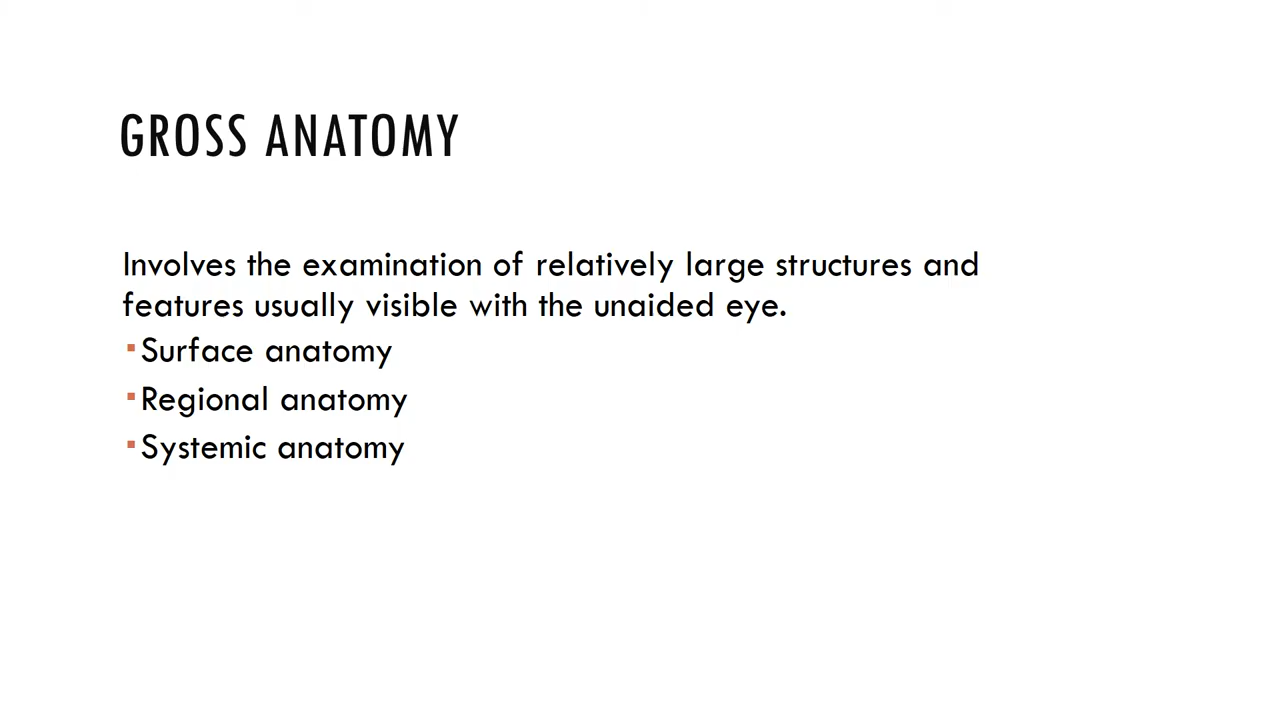 GROSS ANATOMY
Involves the examination of relatively large structures and
features usually visible with the unaided eye.
▪Surface anatomy
▪Regional anatomy
▪Systemic anatomy